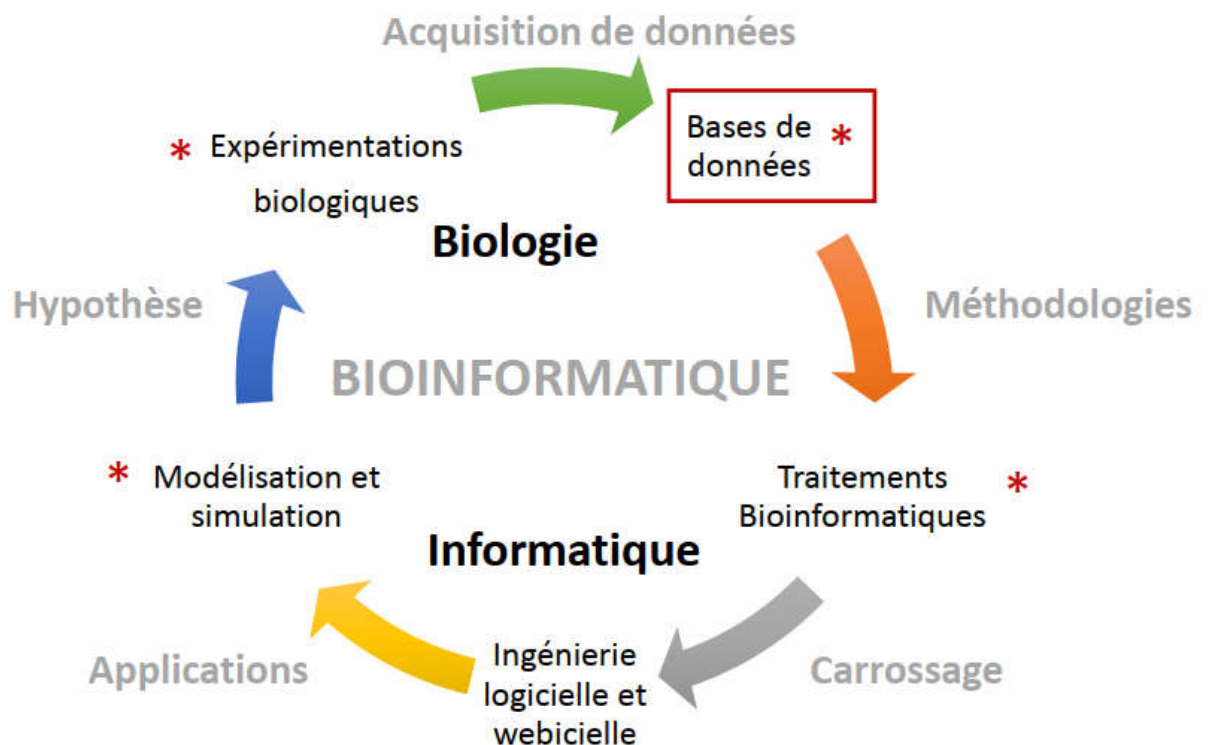 Acquisition de données
* Expérimentations
biologiques
Bases de *
données
Biologie
Hypothèse
Méthodologies
BIOINFORMATIQUE
* Modélisation et
simulation
Traitements *
Bioinformatiques
Informatique
Applications
Ingénierie
logicielle et
webicielle
Carrossage